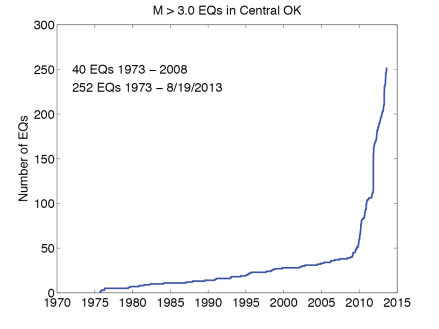 M > 3.0 EQs in Central OK
300
250
200
150
100
50
0
Number of EQs
40 EQs 1973 – 2008
252 EQs 1973 – 8/19/2013
1970 1975 1980 1985 1990 1995 2000 2005 2010 2015